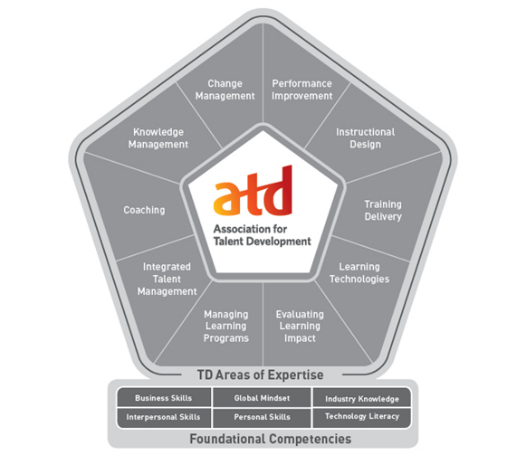 Change
Management
Performance
Improvement
Knowledge
Management
Instructional
Design
atd
Association for
Talent Development
Coaching
Training
Delivery
Integrated
Talent
Management
Learning
Technologies
Managing
Learning
Programs
Evaluating
Learning
Impact
TD Areas of Expertise
Business Skills
Global Mindset
Industry Knowledge
Interpersonal Skills
Personal Skills
Technology Literacy
Foundational Competencies